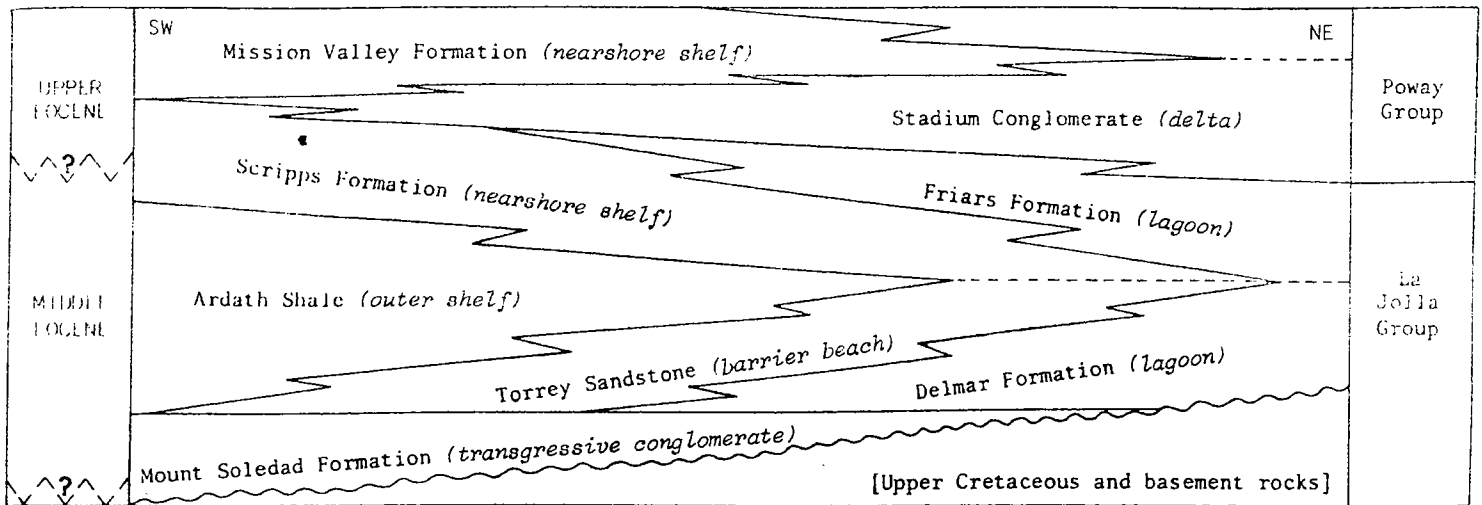 SW
NE
Mission Valley Formation (nearshore shelf)
UPPER
EOCENE
?
Stadium Conglomerate (delta)
Poway
Group
Scripps Formation (nearshore shelf)
Friars Formation (lagoon)
MIDDLE
EOCENE
Ardath Shale (outer shelf)
La
Jolla
Group
Torrey Sandstone (barrier beach)
Delmar Formation (lagoon)
Mount Soledad Formation (transgressive conglomerate)
?
[Upper Cretaceous and basement rocks]